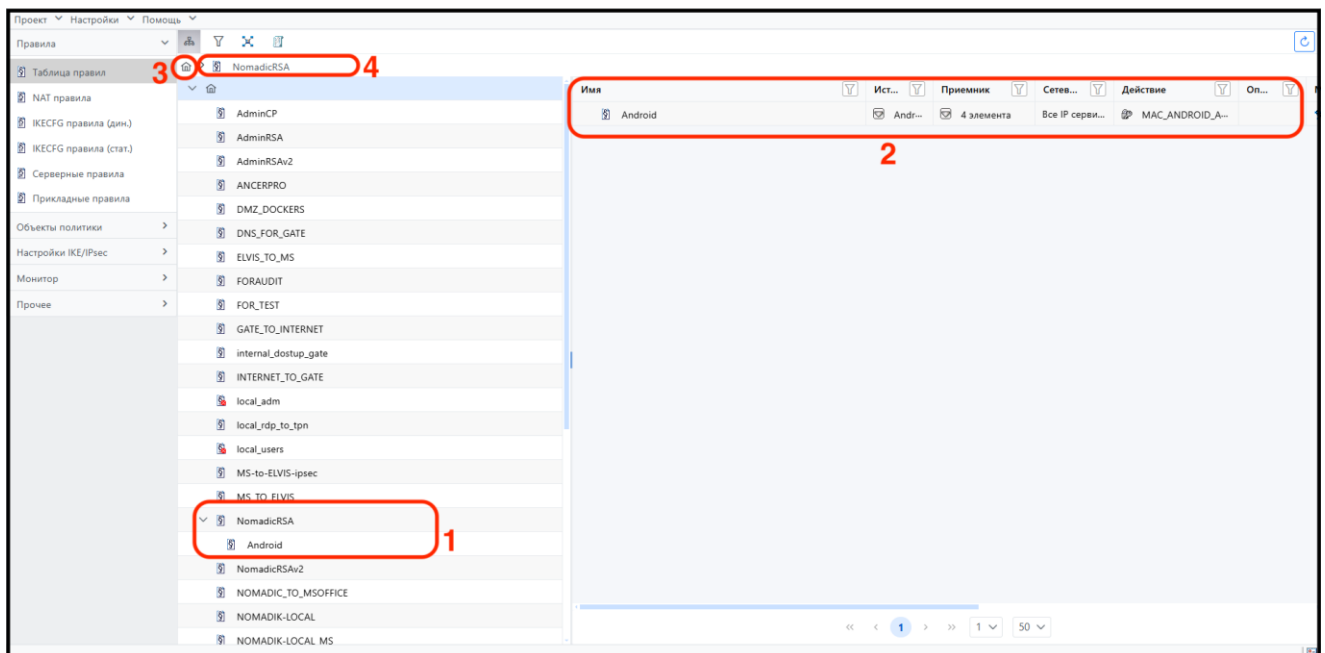 Проект Настройки Помощь
Правила
Таблица правил
NAT правила
IKECFG правила (дин.)
IKECFG правила (стат.)
Серверные правила
Прикладные правила
Объекты политики
Настройки IKE/IPsec
Монитор
Прочее
3 NomadicRSA 4
AdminCP
AdminRSA
AdminRSAv2
ANCERPRO
DMZ_DOCKERS
DNS_FOR_GATE
ELVIS_TO_MS
FORAUDIT
FOR_TEST
GATE_TO_INTERNET
internal_dostup_gate
INTERNET_TO_GATE
local_adm
local_rdp_to_tpn
local_users
MS-to-ELVIS-ipsec
MS_TO_ELVIS
NomadicRSA
1
Android
NomadicRSAv2
NOMADIC_TO_MSOFFICE
NOMADIK-LOCAL
NOMADIK-LOCAL MS
Имя Ист... Приемник Сетев... Действие Оп...
Android Andr... 4 элемента Все IP серви... MAC_ANDROID_A...
2
<< < 1 > >> 1 50